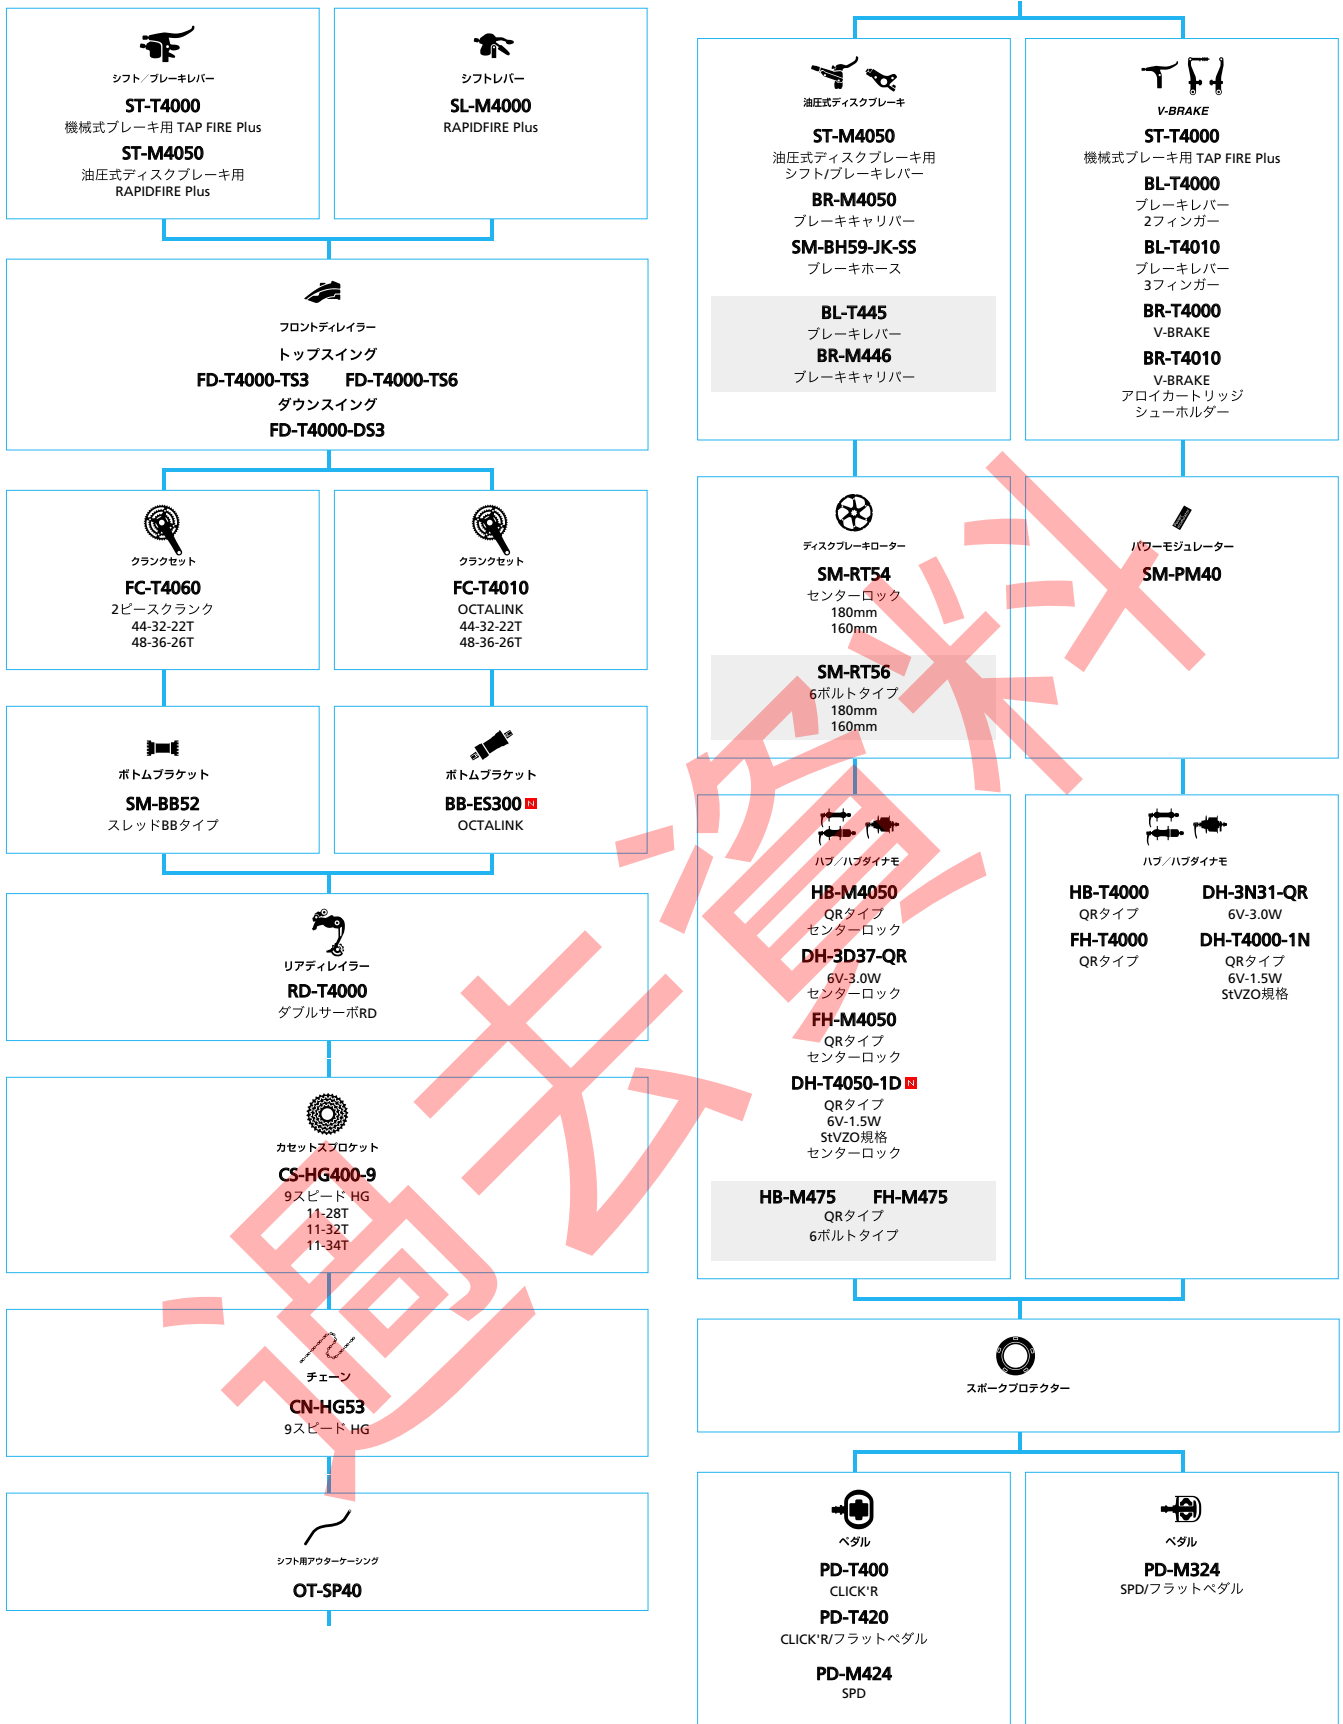 シフト／ブレーキレバー
ST-T4000
機械式ブレーキ用 TAP FIRE Plus
ST-M4050
油圧式ディスクブレーキ用
RAPIDFIRE Plus
シフトレバー
SL-M4000
RAPIDFIRE Plus
フロントディレイラー
トップスイング
FD-T4000-TS3 FD-T4000-TS6
ダウンスイング
FD-T4000-DS3
クランクセット
FC-T4060
2ピースクランク
44-32-22T
48-36-26T
クランクセット
FC-T4010
OCTALINK
44-32-22T
48-36-26T
ボトムブラケット
SM-BB52
スレッドBBタイプ
ボトムブラケット
BB-ES300 N
OCTALINK
リアディレイラー
RD-T4000
ダブルサーボRD
カセットスプロケット
CS-HG400-9
9スピード HG
11-28T
11-32T
11-34T
チェーン
CN-HG53
9スピード HG
シフト用アウターケーシング
OT-SP40
油圧式ディスクブレーキ
ST-M4050
油圧式ディスクブレーキ用
シフト/ブレーキレバー
BR-M4050
ブレーキキャリパー
SM-BH59-JK-SS
ブレーキホース
BL-T445
ブレーキレバー
BR-M446
ブレーキキャリパー
V-BRAKE
ST-T4000
機械式ブレーキ用 TAP FIRE Plus
BL-T4000
ブレーキレバー
2フィンガー
BL-T4010
ブレーキレバー
3フィンガー
BR-T4000
V-BRAKE
BR-T4010
V-BRAKE
アロイカートリッジ
シューホルダー
ディスクブレーキローター
SM-RT54
センターロック
180mm
160mm
SM-RT56
6ボルトタイプ
180mm
160mm
パワーモジュレーター
SM-PM40
ハブ／ハブダイナモ
HB-M4050
QRタイプ
センターロック
DH-3D37-QR
6V-3.0W
センターロック
FH-M4050
QRタイプ
センターロック
DH-T4050-1D N
QRタイプ
6V-1.5W
StVZO規格
センターロック
HB-M475 FH-M475
QRタイプ
6ボルトタイプ
ハブ／ハブダイナモ
HB-T4000
QRタイプ
FH-T4000
QRタイプ
DH-3N31-QR
6V-3.0W
DH-T4000-1N
QRタイプ
6V-1.5W
StVZO規格
スポークプロテクター
ペダル
PD-T400
CLICK'R
PD-T420
CLICK'R/フラットペダル
PD-M424
SPD
ペダル
PD-M324
SPD/フラットペダル
過去資料